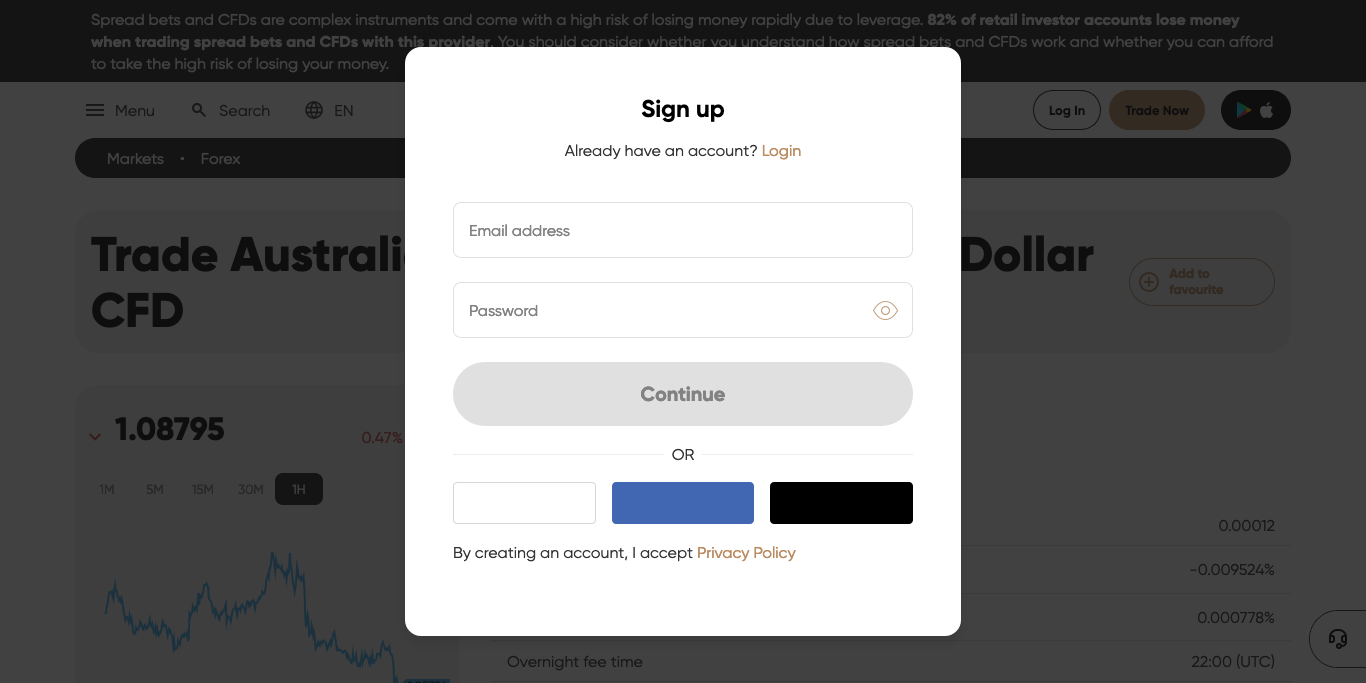 Spread bets and CFDs are complex instruments and come with a high risk of losing money rapidly due to leverage. 82% of retail investor accounts lose money
when trading spread bets and CFDs with this provider. You should consider whether you understand how spread bets and CFDs work and whether you can afford
to take the high risk of losing your money.
Menu Search EN Log In Trade Now
Markets • Forex
Sign up
Already have an account? Login
Email address
Password
Continue
OR
By creating an account, I accept Privacy Policy
Trade Dollar
CFD
Add to
favourite
1.08795 0.47%
1M 5M 15M 30M 1H
0.00012
-0.009524%
0.000778%
Overnight fee time 22:00 (UTC)